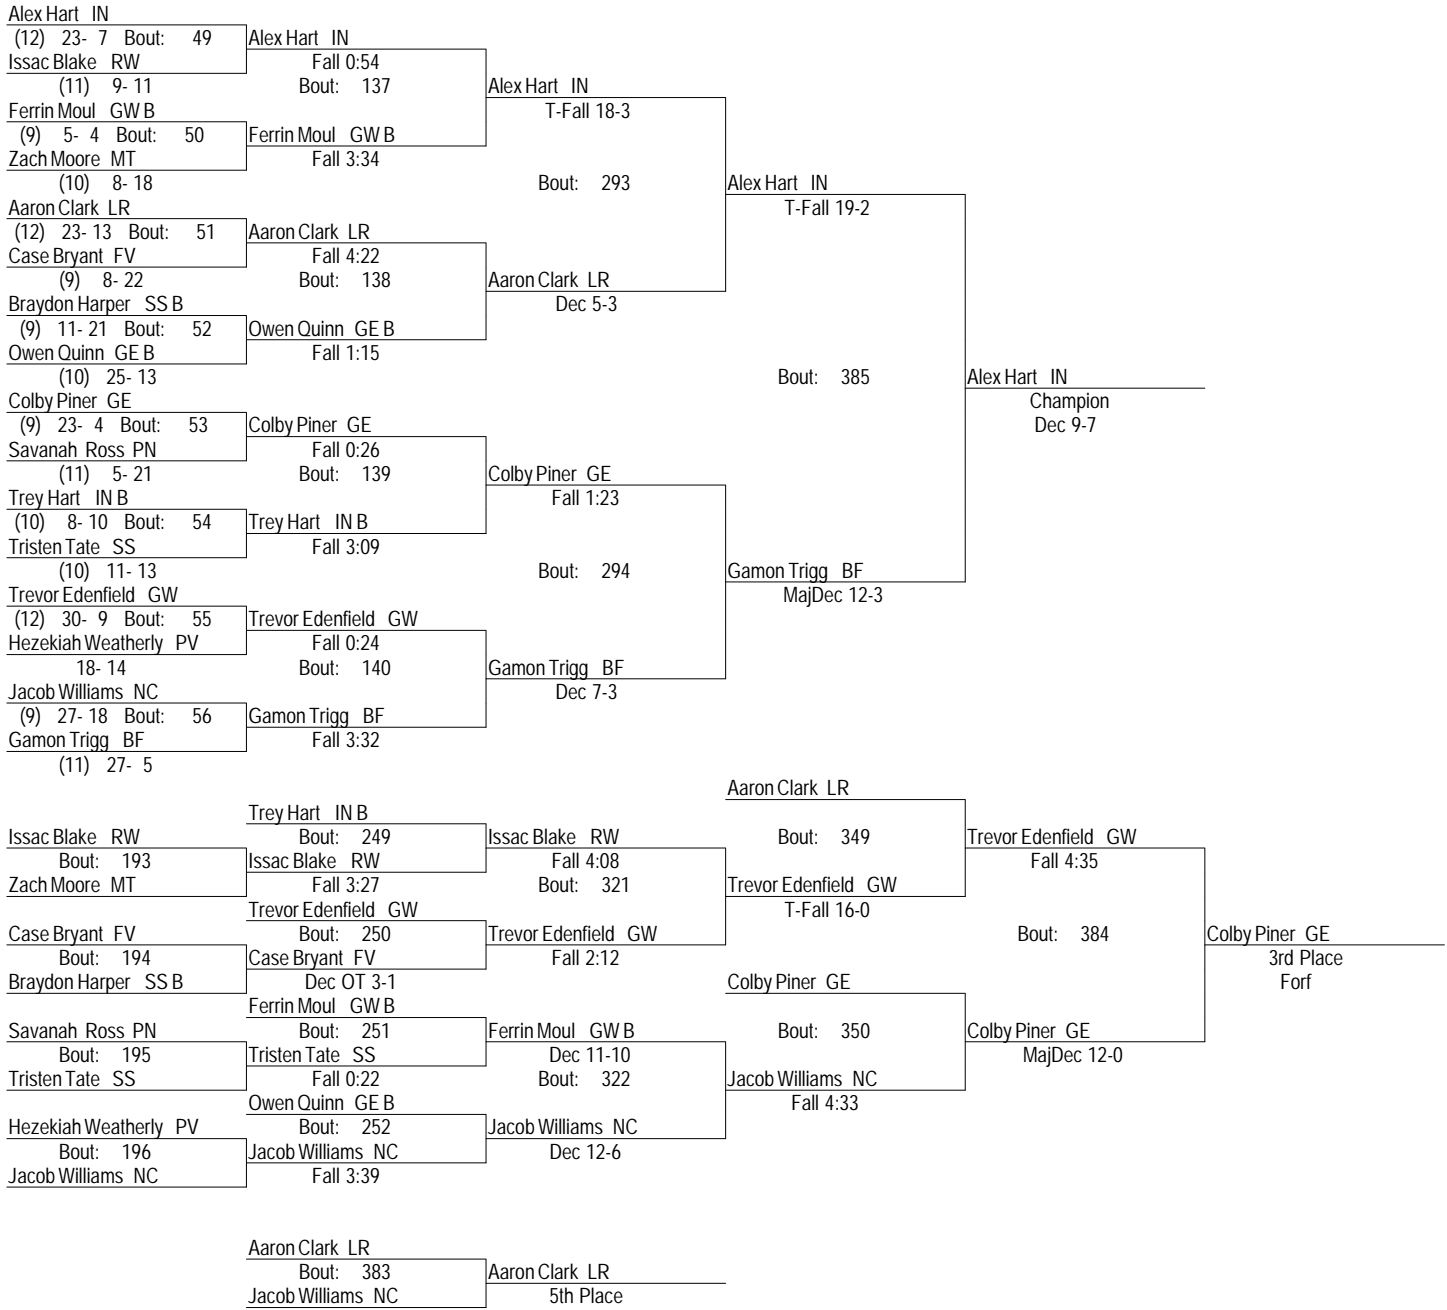 Alex Hart IN
(12) 23- 7 Bout: 49 Alex Hart IN
Issac Blake RW Fall 0:54
(11) 9- 11 Bout: 137 Alex Hart IN
Ferrin Moul GW B T-Fall 18-3
(9) 5- 4 Bout: 50 Ferrin Moul GW B
Zach Moore MT Fall 3:34
(10) 8- 18 Bout: 293 Alex Hart IN
Aaron Clark LR T-Fall 19-2
(12) 23- 13 Bout: 51 Aaron Clark LR
Case Bryant FV Fall 4:22
(9) 8- 22 Bout: 138 Aaron Clark LR
Braydon Harper SS B Dec 5-3
(9) 11- 21 Bout: 52 Owen Quinn GE B
Owen Quinn GE B Fall 1:15
(10) 25- 13 Bout: 385 Alex Hart IN
Colby Piner GE Champion
(9) 23- 4 Bout: 53 Colby Piner GE Dec 9-7
Savanah Ross PN Fall 0:26
(11) 5- 21 Bout: 139 Colby Piner GE
Trey Hart IN B Fall 1:23
(10) 8- 10 Bout: 54 Trey Hart IN B
Tristen Tate SS Fall 3:09
(10) 11- 13 Bout: 294 Gamon Trigg BF
Trevor Edenfield GW MajDec 12-3
(12) 30- 9 Bout: 55 Trevor Edenfield GW
Hezekiah Weatherly PV Fall 0:24
18- 14 Bout: 140 Gamon Trigg BF
Jacob Williams NC Dec 7-3
(9) 27- 18 Bout: 56 Gamon Trigg BF
Gamon Trigg BF Fall 3:32
(11) 27- 5
Aaron Clark LR
Trey Hart IN B
Issac Blake RW Bout: 249 Issac Blake RW Bout: 349 Trevor Edenfield GW
Bout: 193 Issac Blake RW Fall 4:08 Fall 4:35
Zach Moore MT Fall 3:27 Bout: 321 Trevor Edenfield GW
Trevor Edenfield GW T-Fall 16-0
Case Bryant FV Bout: 250 Trevor Edenfield GW Bout: 384 Colby Piner GE
Bout: 194 Case Bryant FV Fall 2:12 3rd Place
Braydon Harper SS B Dec OT 3-1 Colby Piner GE Forf
Ferrin Moul GW B
Savanah Ross PN Bout: 251 Ferrin Moul GW B Bout: 350 Colby Piner GE
Bout: 195 Tristen Tate SS Dec 11-10 MajDec 12-0
Tristen Tate SS Fall 0:22 Bout: 322 Jacob Williams NC
Owen Quinn GE B Fall 4:33
Hezekiah Weatherly PV Bout: 252 Jacob Williams NC
Bout: 196 Jacob Williams NC Dec 12-6
Jacob Williams NC Fall 3:39
Aaron Clark LR
Bout: 383 Aaron Clark LR
Jacob Williams NC 5th Place